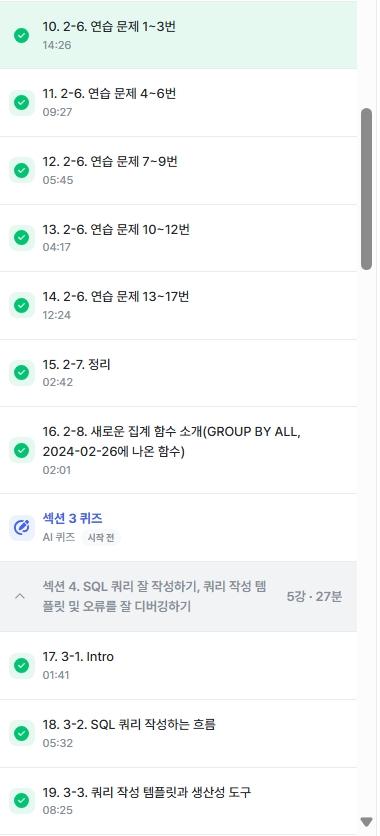 10. 2-6. 연습 문제 1~3번
14:26
11. 2-6. 연습 문제 4~6번
09:27
12. 2-6. 연습 문제 7~9번
05:45
13. 2-6. 연습 문제 10~12번
04:17
14. 2-6. 연습 문제 13~17번
12:24
15. 2-7. 정리
02:42
16. 2-8. 새로운 집계 함수 소개(GROUP BY ALL,
2024-02-26에 나온 함수)
02:01
섹션 3 퀴즈
AI 퀴즈 시작 전
섹션 4. SQL 쿼리 잘 작성하기, 쿼리 작성 템
플릿 및 오류를 잘 디버깅하기
5강 · 27분
17. 3-1. Intro
01:41
18. 3-2. SQL 쿼리 작성하는 흐름
05:32
19. 3-3. 쿼리 작성 템플릿과 생산성 도구
08:25